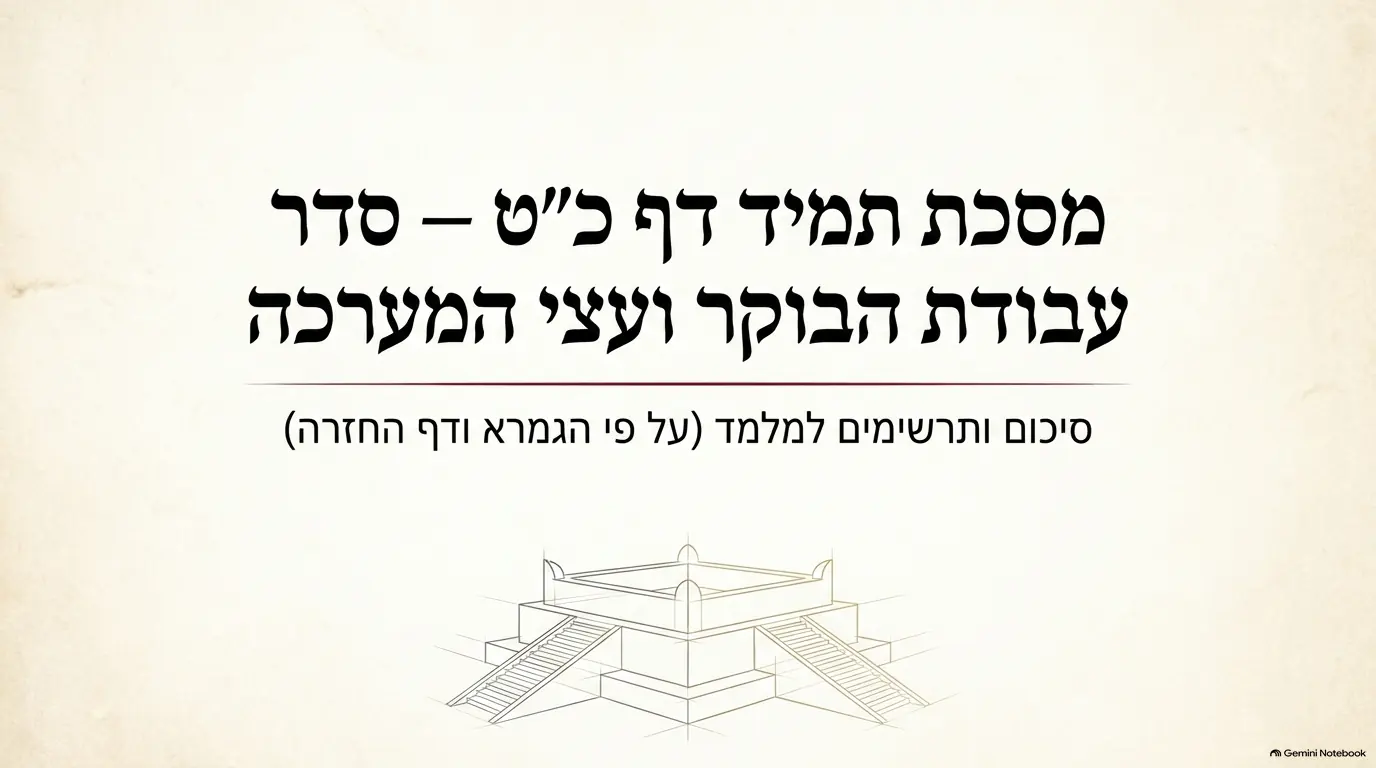 מסכת תמיד דף כ״ט – סדר
עבודת הבוקר ועצי המערכה
סיכום ותרשימים למלמד (על פי הגמרא ודף החזרה)
Gemini Notebook